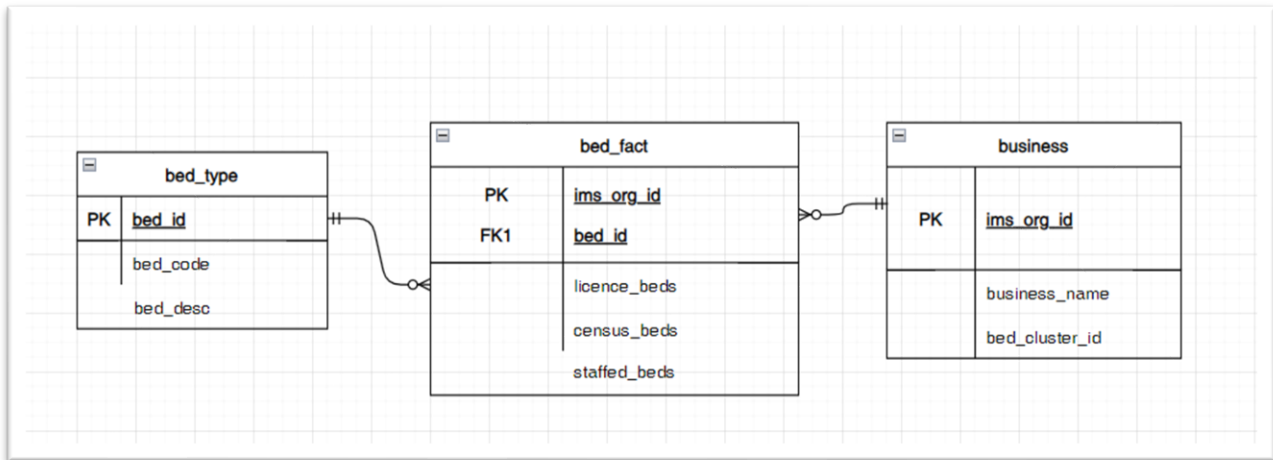 bed_type
PK bed_id
bed_code
bed_desc
bed_fact
PK ims_org_id
FK1 bed_id
licence_beds
census_beds
staffed_beds
business
PK ims_org_id
business_name
bed_cluster_id